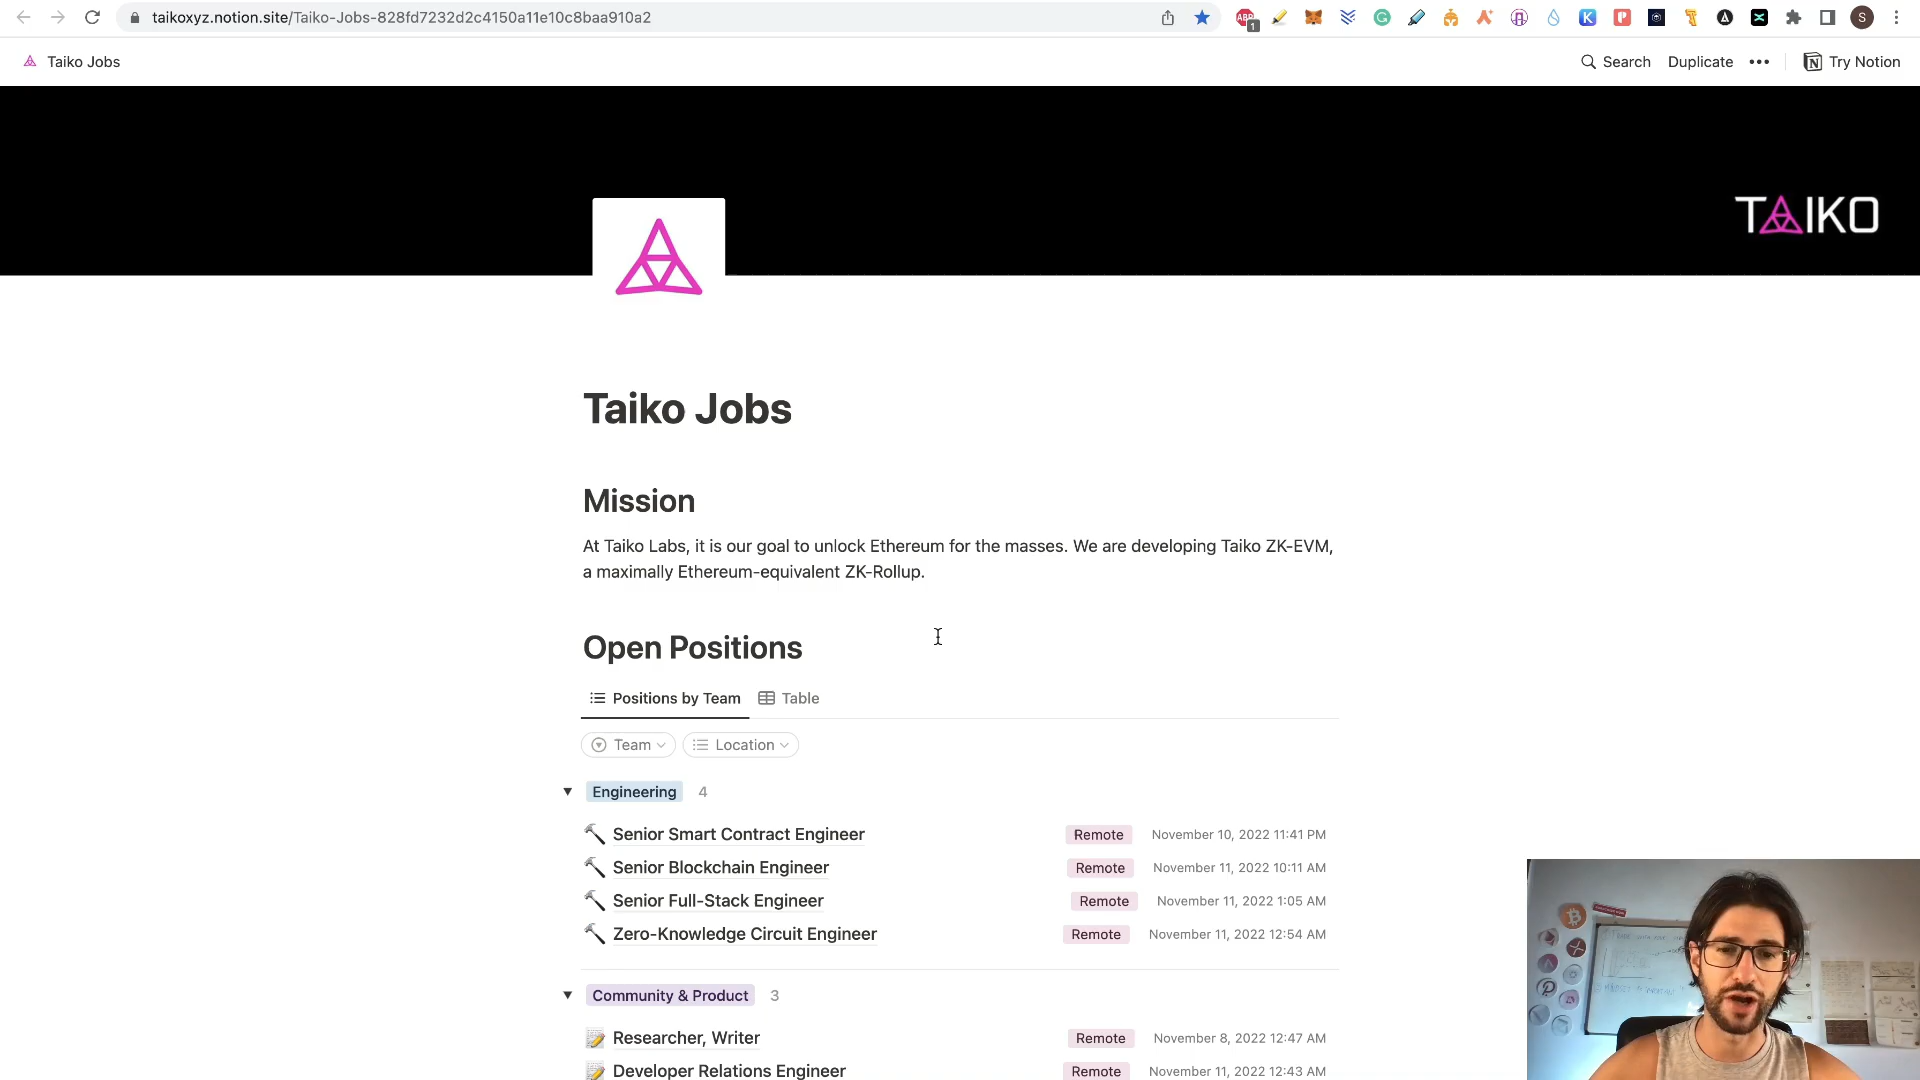 taikoxyz.notion.site/Taiko-Jobs-828fd7232d2c4150a11e10c8baa910a2
ABP
1
S
Taiko Jobs
Search
Duplicate
Try Notion
TAIKO
Taiko Jobs
Mission
At Taiko Labs, it is our goal to unlock Ethereum for the masses. We are developing Taiko ZK-EVM,
a maximally Ethereum-equivalent ZK-Rollup.
Open Positions
Positions by Team
Table
Team
Location
Engineering 4
Senior Smart Contract Engineer Remote November 10, 2022 11:41 PM
Senior Blockchain Engineer Remote November 11, 2022 10:11 AM
Senior Full-Stack Engineer Remote November 11, 2022 1:05 AM
Zero-Knowledge Circuit Engineer Remote November 11, 2022 12:54 AM
Community & Product 3
Researcher, Writer Remote November 8, 2022 12:47 AM
Developer Relations Engineer Remote November 11, 2022 12:43 AM